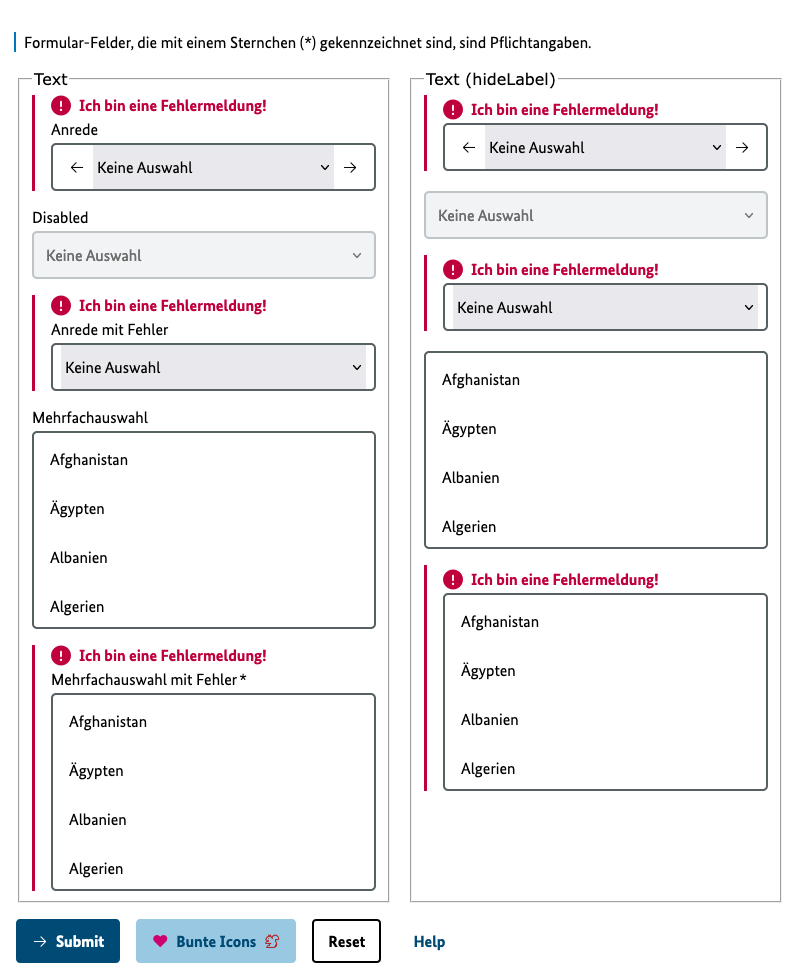 Formular-Felder, die mit einem Sternchen (*) gekennzeichnet sind, sind Pflichtangaben.
Text
Ich bin eine Fehlermeldung!
Anrede
Keine Auswahl
Disabled
Keine Auswahl
Ich bin eine Fehlermeldung!
Anrede mit Fehler
Keine Auswahl
Mehrfachauswahl
Afghanistan
Ägypten
Albanien
Algerien
Ich bin eine Fehlermeldung!
Mehrfachauswahl mit Fehler *
Afghanistan
Ägypten
Albanien
Algerien
Text (hideLabel)
Ich bin eine Fehlermeldung!
Keine Auswahl
Keine Auswahl
Ich bin eine Fehlermeldung!
Keine Auswahl
Afghanistan
Ägypten
Albanien
Algerien
Ich bin eine Fehlermeldung!
Afghanistan
Ägypten
Albanien
Algerien
Submit
Bunte Icons
Reset
Help